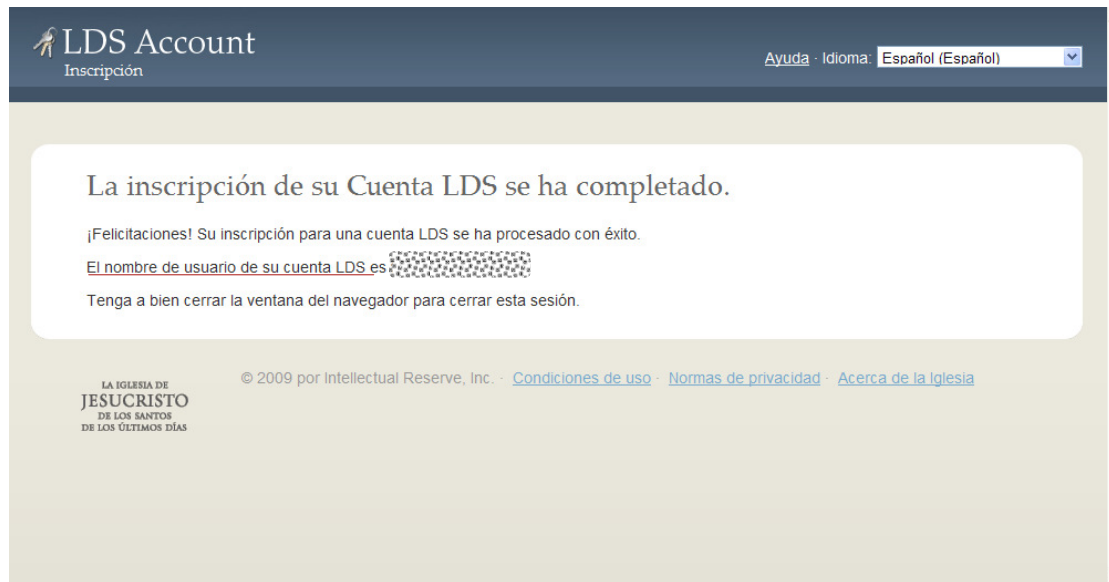 LDS Account
Inscripción
Ayuda · Idioma: Español (Español)
La inscripción de su Cuenta LDS se ha completado.
¡Felicitaciones! Su inscripción para una cuenta LDS se ha procesado con éxito.
El nombre de usuario de su cuenta LDS es
Tenga a bien cerrar la ventana del navegador para cerrar esta sesión.
LA IGLESIA DE
JESUCRISTO
DE LOS SANTOS
DE LOS ÚLTIMOS DÍAS
© 2009 por Intellectual Reserve, Inc. · Condiciones de uso · Normas de privacidad · Acerca de la Iglesia